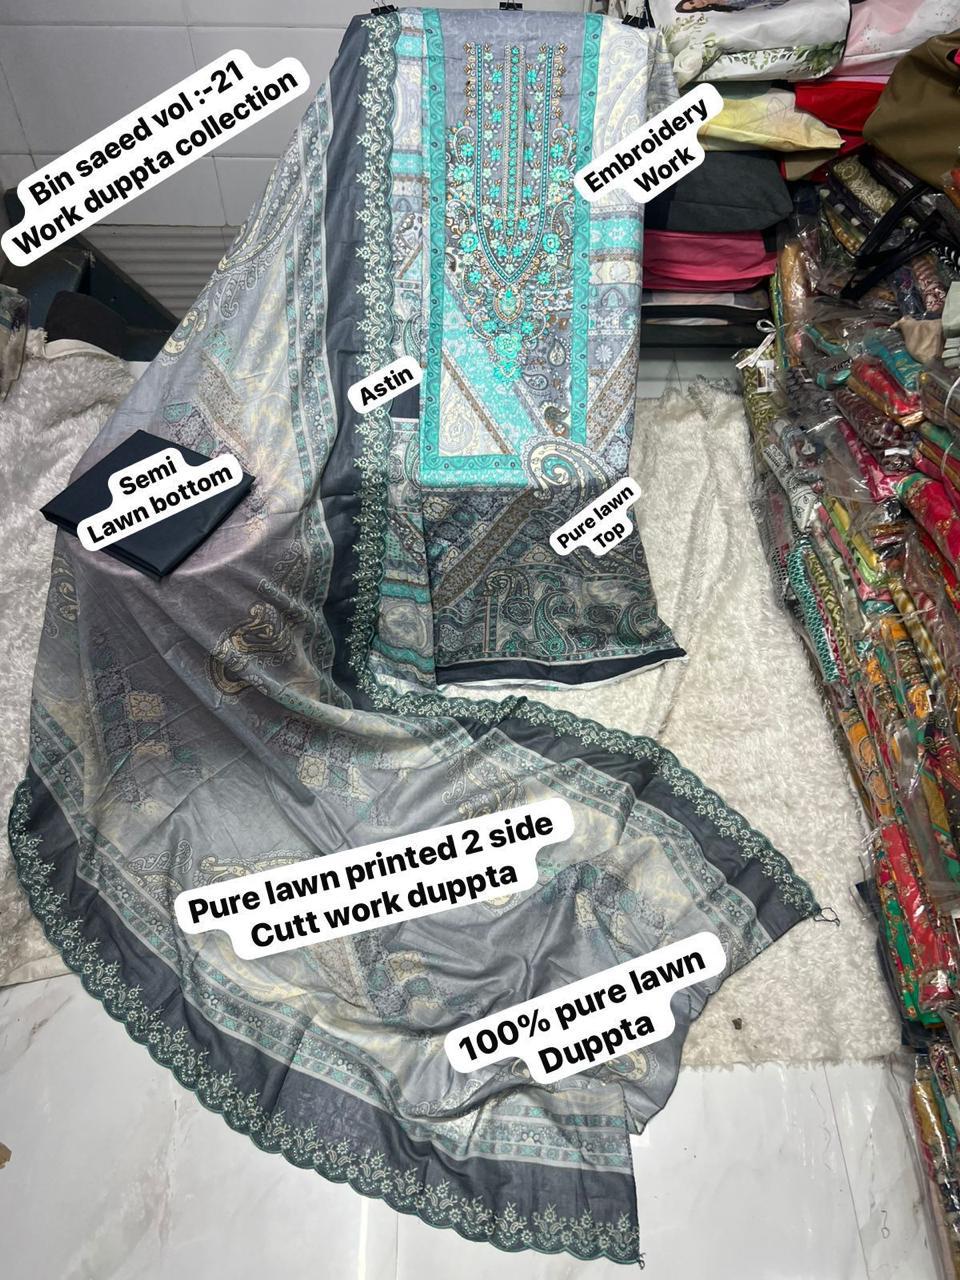 Bin saeed vol :-21
Work duppta collection
Embroidery
Work
Astin
Semi
Lawn bottom
Pure lawn
Top
Pure lawn printed 2 side
Cutt work duppta
100% pure lawn
Duppta